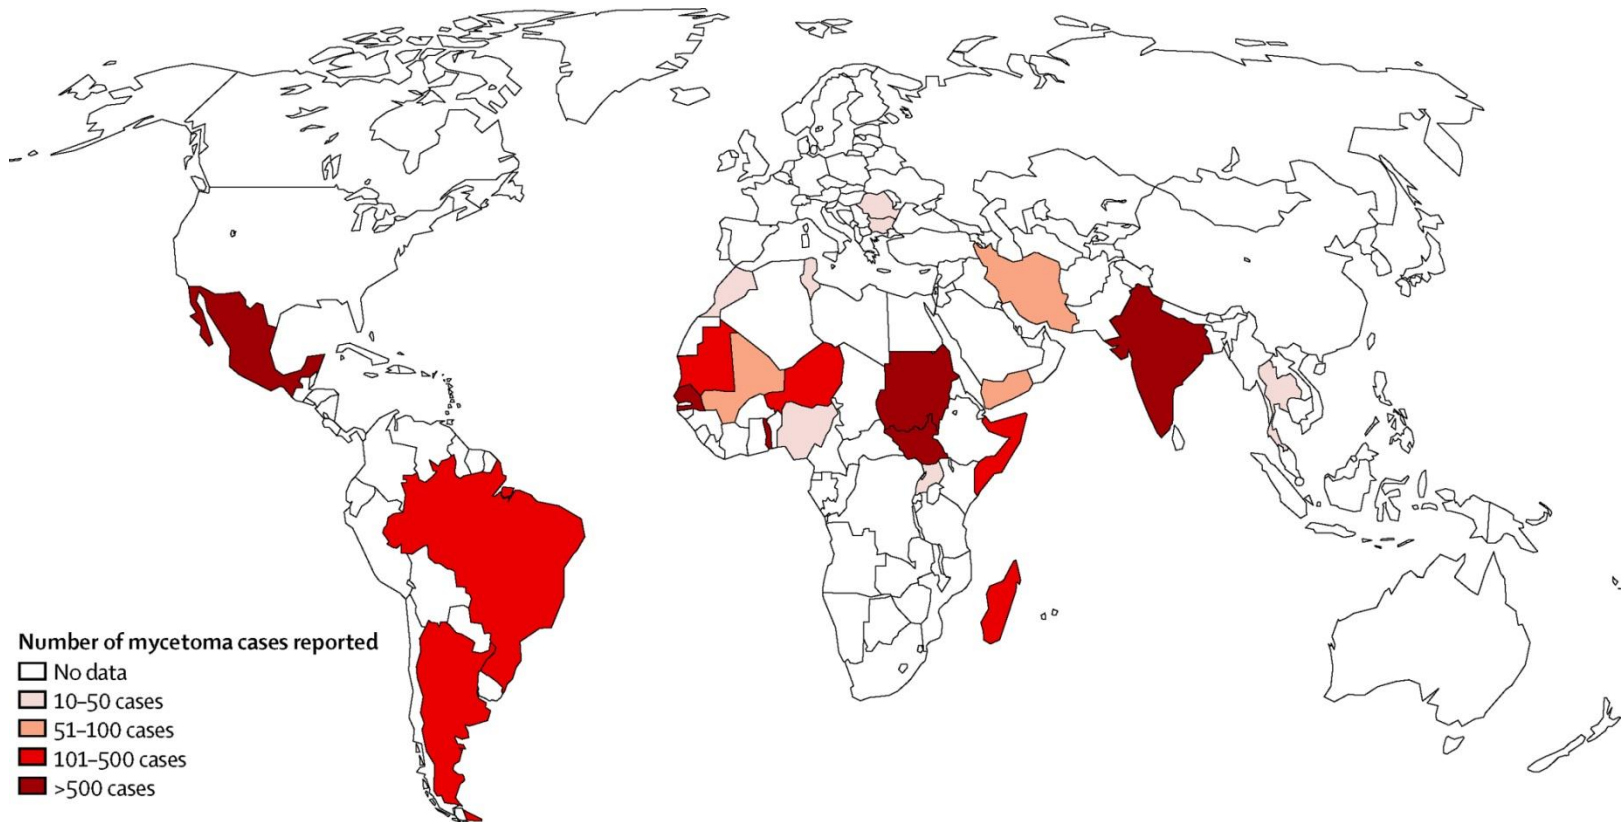 Number of mycetoma cases reported
No data
10–50 cases
51–100 cases
101–500 cases
>500 cases